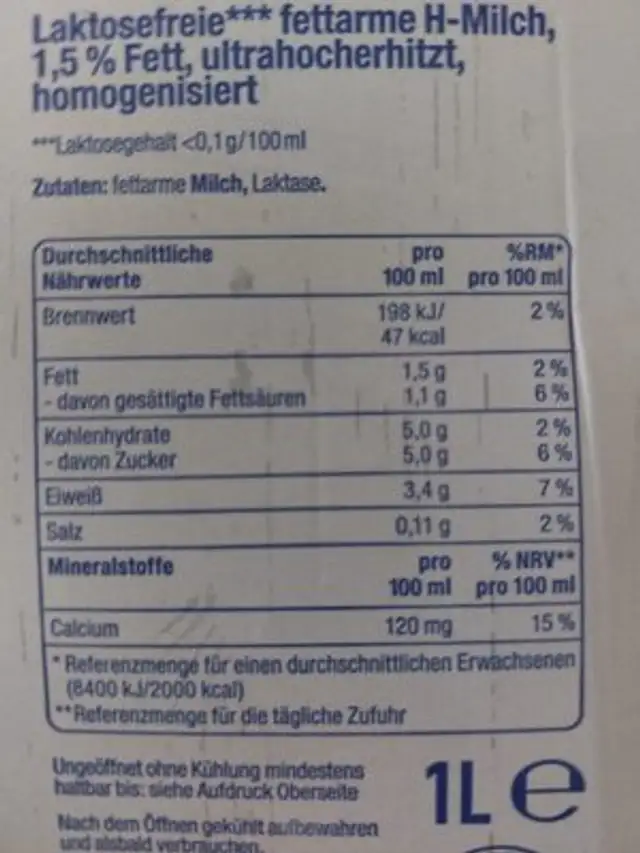 Laktosefreie*** fettarme H-Milch,
1,5 % Fett, ultrahocherhitzt,
homogenisiert
***Laktosegehalt <0,1 g/100 ml
Zutaten: fettarme Milch, Laktase.
Durchschnittliche pro %RM*
Nährwerte 100 ml pro 100 ml
Brennwert 198 kJ/ 2 %
47 kcal
Fett 1,5 g 2 %
- davon gesättigte Fettsäuren 1,1 g 6 %
Kohlenhydrate 5,0 g 2 %
- davon Zucker 5,0 g 6 %
Eiweiß 3,4 g 7 %
Salz 0,11 g 2 %
Mineralstoffe pro % NRV**
100 ml pro 100 ml
Calcium 120 mg 15 %
* Referenzmenge für einen durchschnittlichen Erwachsenen
(8400 kJ/2000 kcal)
**Referenzmenge für die tägliche Zufuhr
Ungeöffnet ohne Kühlung mindestens
haltbar bis: siehe Aufdruck Oberseite
1L e
Nach dem Öffnen gekühlt aufbewahren
und alsbald verbrauchen.